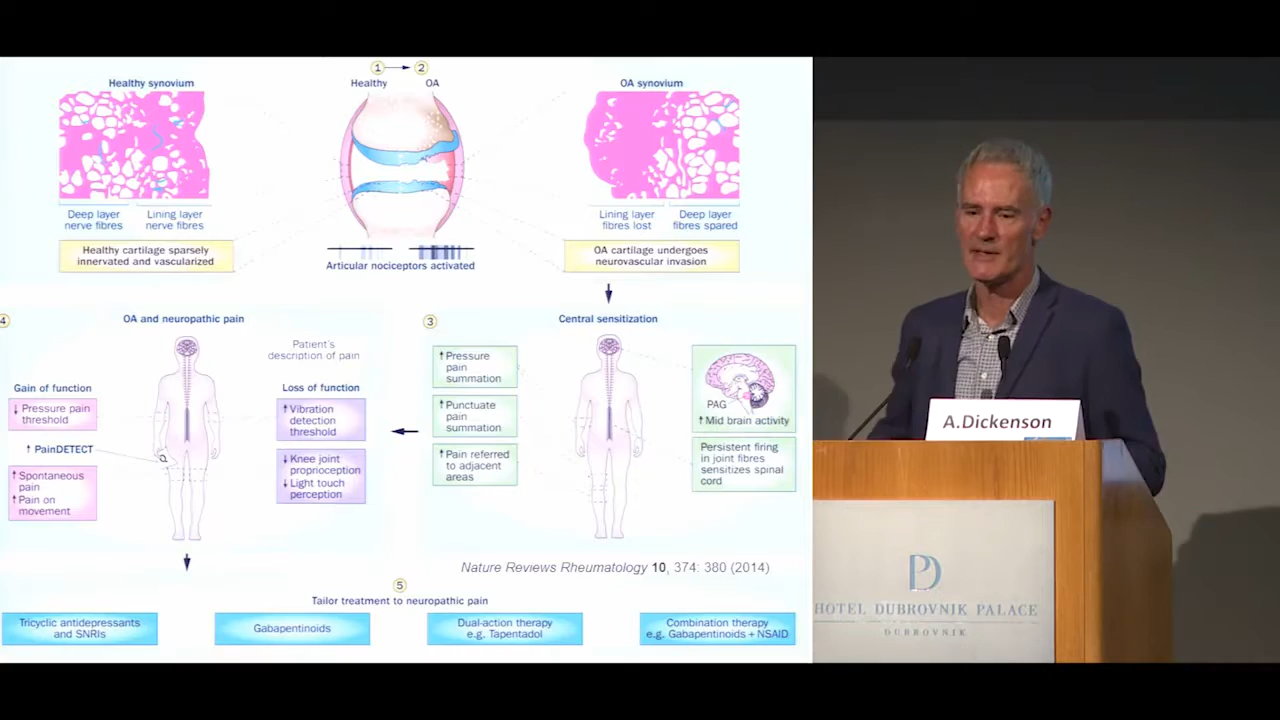 1
2
Healthy synovium
Healthy
OA
OA synovium
Deep layer
nerve fibres
Lining layer
nerve fibres
Lining layer
fibres lost
Deep layer
fibres spared
Healthy cartilage sparsely
innervated and vascularized
Articular nociceptors activated
OA cartilage undergoes
neurovascular invasion
4
OA and neuropathic pain
3
Central sensitization
Patient's
description of pain
Gain of function
↓ Pressure pain
threshold
↑ PainDETECT
↑ Spontaneous
pain
↑ Pain on
movement
Loss of function
↑ Vibration
detection
threshold
↓ Knee joint
proprioception
↓ Light touch
perception
↑ Pressure
pain
summation
↑ Punctuate
pain
summation
↑ Pain referred
to adjacent
areas
PAG
↑ Mid brain activity
Persistent firing
in joint fibres
sensitizes spinal
cord
Nature Reviews Rheumatology 10, 374: 380 (2014)
5
Tailor treatment to neuropathic pain
Tricyclic antidepressants
and SNRIs
Gabapentinoids
Dual-action therapy
e.g. Tapentadol
Combination therapy
e.g. Gabapentinoids + NSAID
A.Dickenson
PD
HOTEL DUBROVNIK PALACE
DUBROVNIK